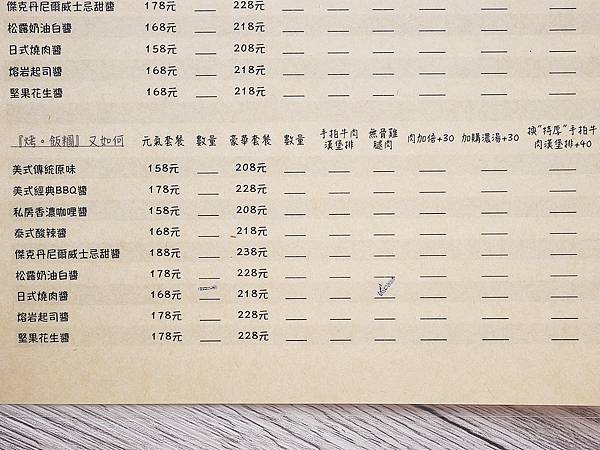 傑克丹尼爾威士忌甜醬 178元 228元
松露奶油白醬 168元 218元
日式燒肉醬 158元 208元
熔岩起司醬 168元 218元
堅果花生醬 168元 218元
『烤。飯糰』又如何 元氣套餐 數量 豪華套餐 數量 手拍牛肉漢堡排 無骨雞腿肉 肉加倍+30 加購濃湯+30 換"特厚"手拍牛肉漢堡排+40
美式傳統原味 158元 208元
美式經典BBQ醬 178元 228元
私房香濃咖哩醬 158元 208元
泰式酸辣醬 168元 218元
傑克丹尼爾威士忌甜醬 188元 238元
松露奶油白醬 178元 228元
日式燒肉醬 168元 218元
熔岩起司醬 178元 228元
堅果花生醬 178元 228元